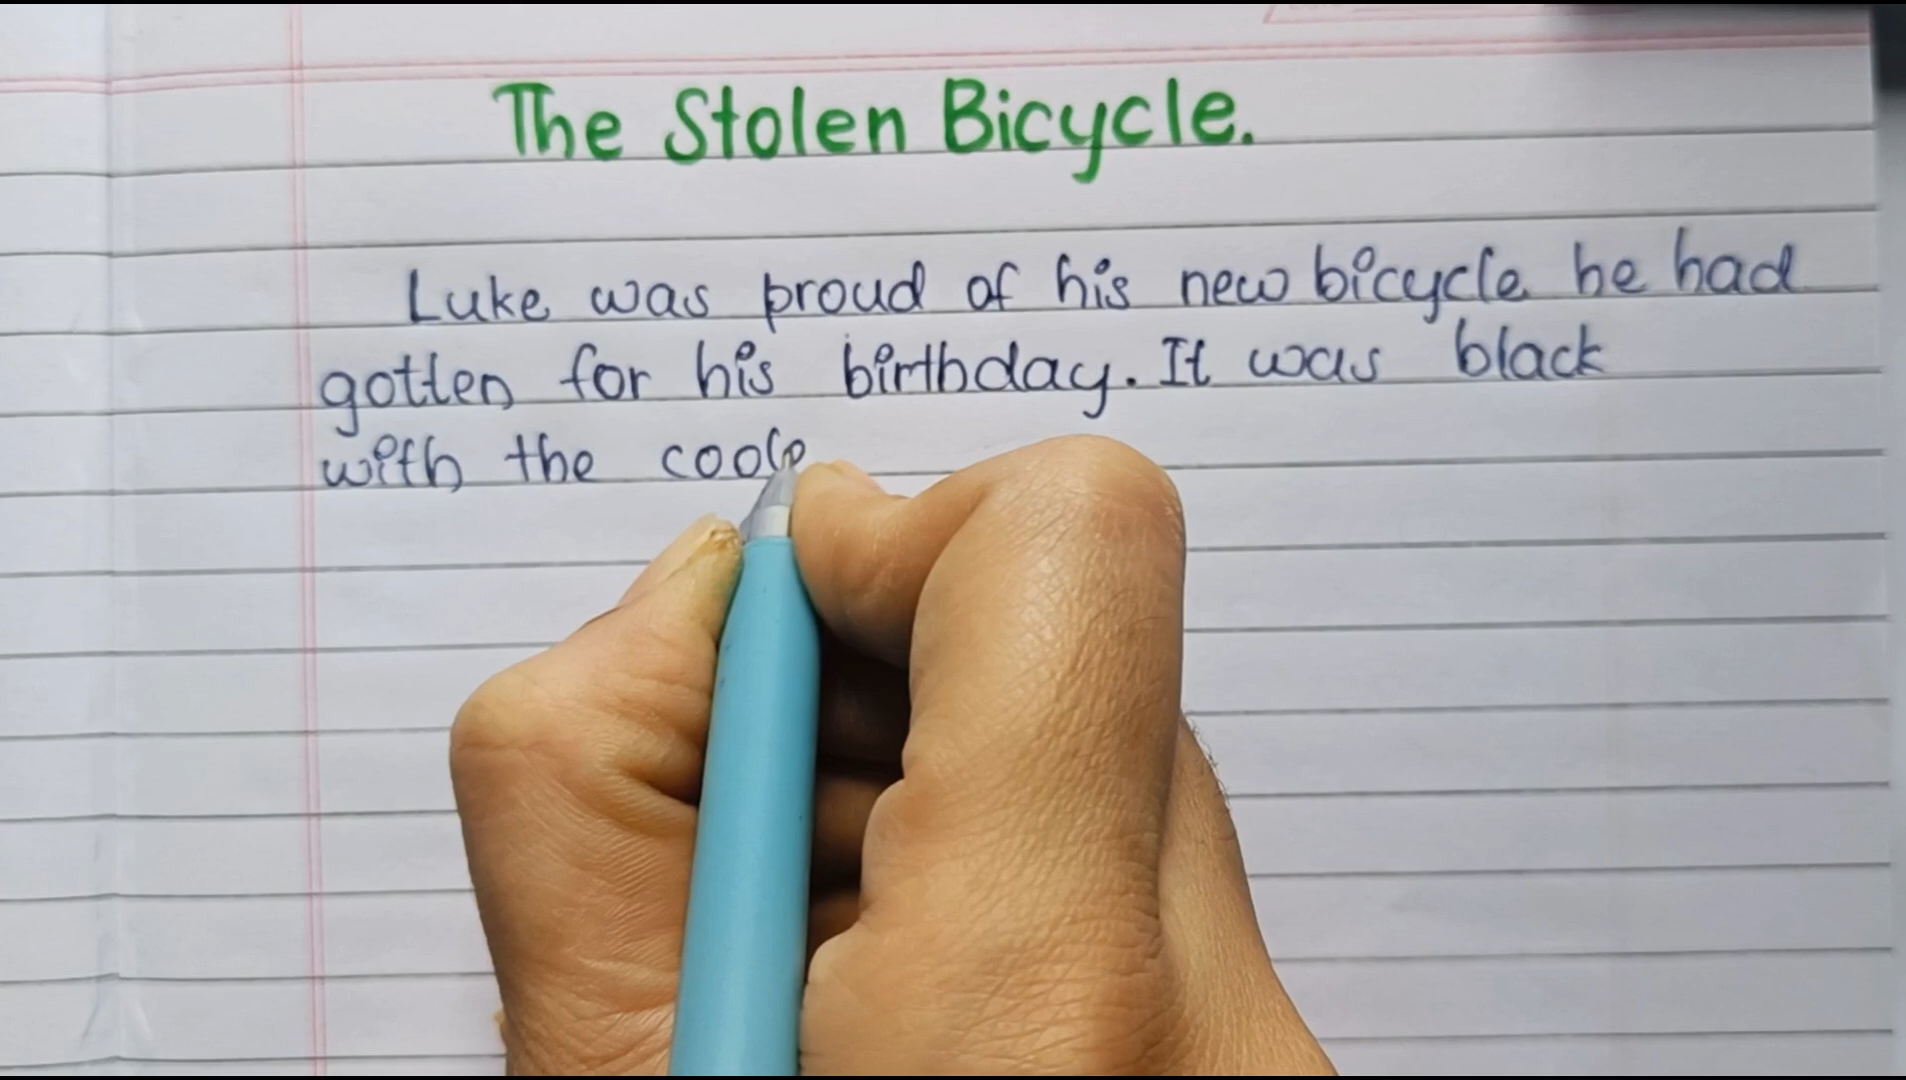 The Stolen Bicycle.
Luke was proud of his new bicycle he had
gotten for his birthday. It was black
with the coole